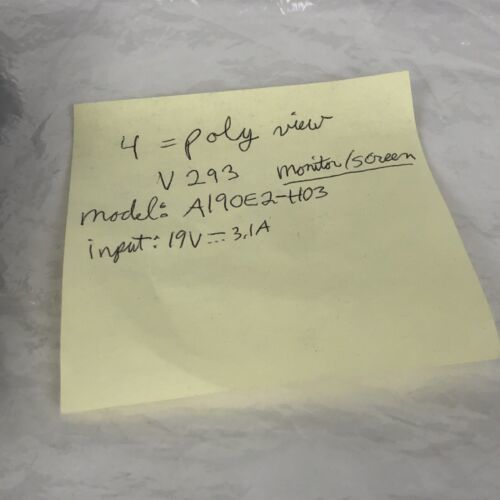 4 = poly view
V 293 monitor/screen
model: A190E2-H03
input: 19V⎓3.1A